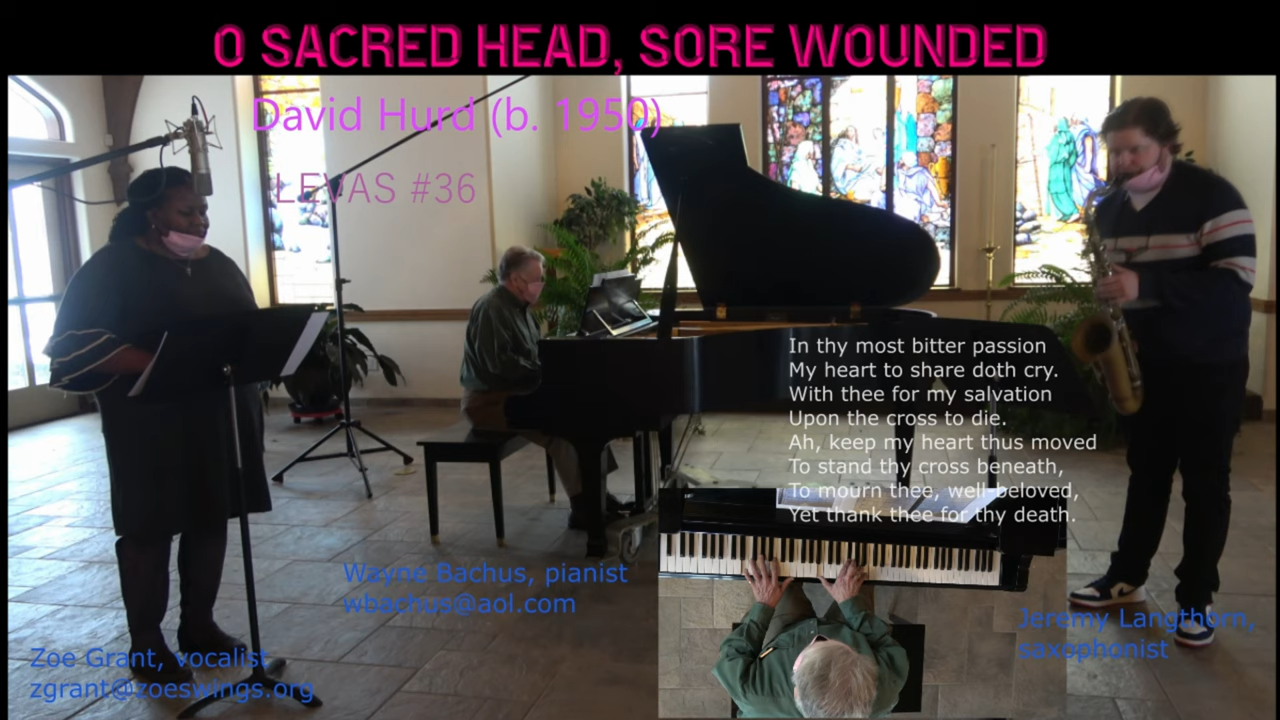 O SACRED HEAD, SORE WOUNDED
David Hurd (b. 1950)
LEVAS #36
In thy most bitter passion
My heart to share doth cry.
With thee for my salvation
Upon the cross to die.
Ah, keep my heart thus moved
To stand thy cross beneath,
To mourn thee, well-beloved,
Yet thank thee for thy death.
Wayne Bachus, pianist
wbachus@aol.com
Jeremy Langthorn,
saxophonist
Zoe Grant, vocalist
zgrant@zoeswings.org